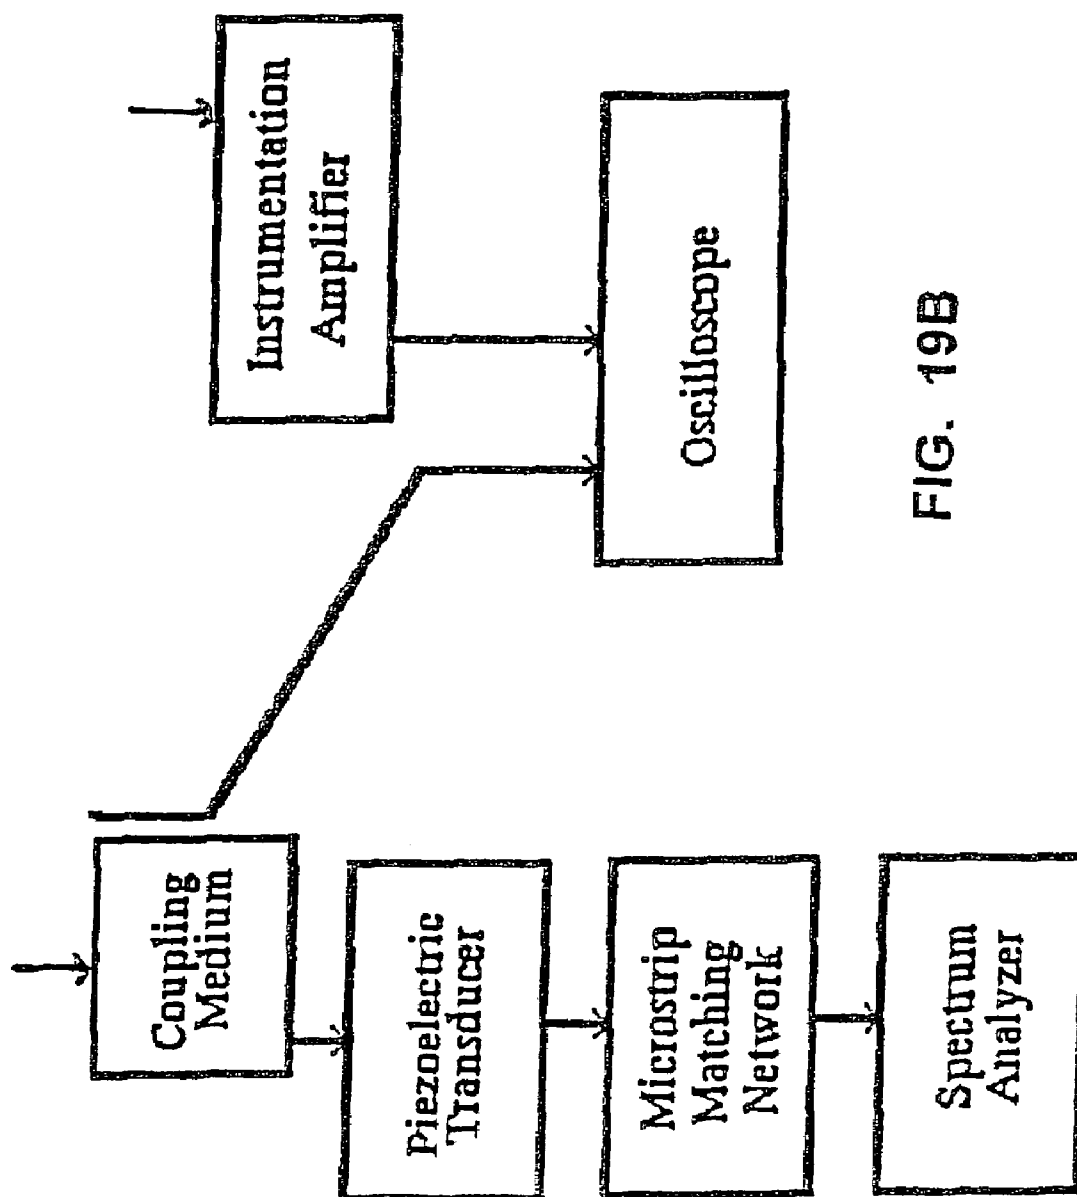 Coupling
Medium
Piezoelectric
Transducer
Microstrip
Matching
Network
Spectrum
Analyzer
Instrumentation
Amplifier
Oscilloscope
FIG. 19B